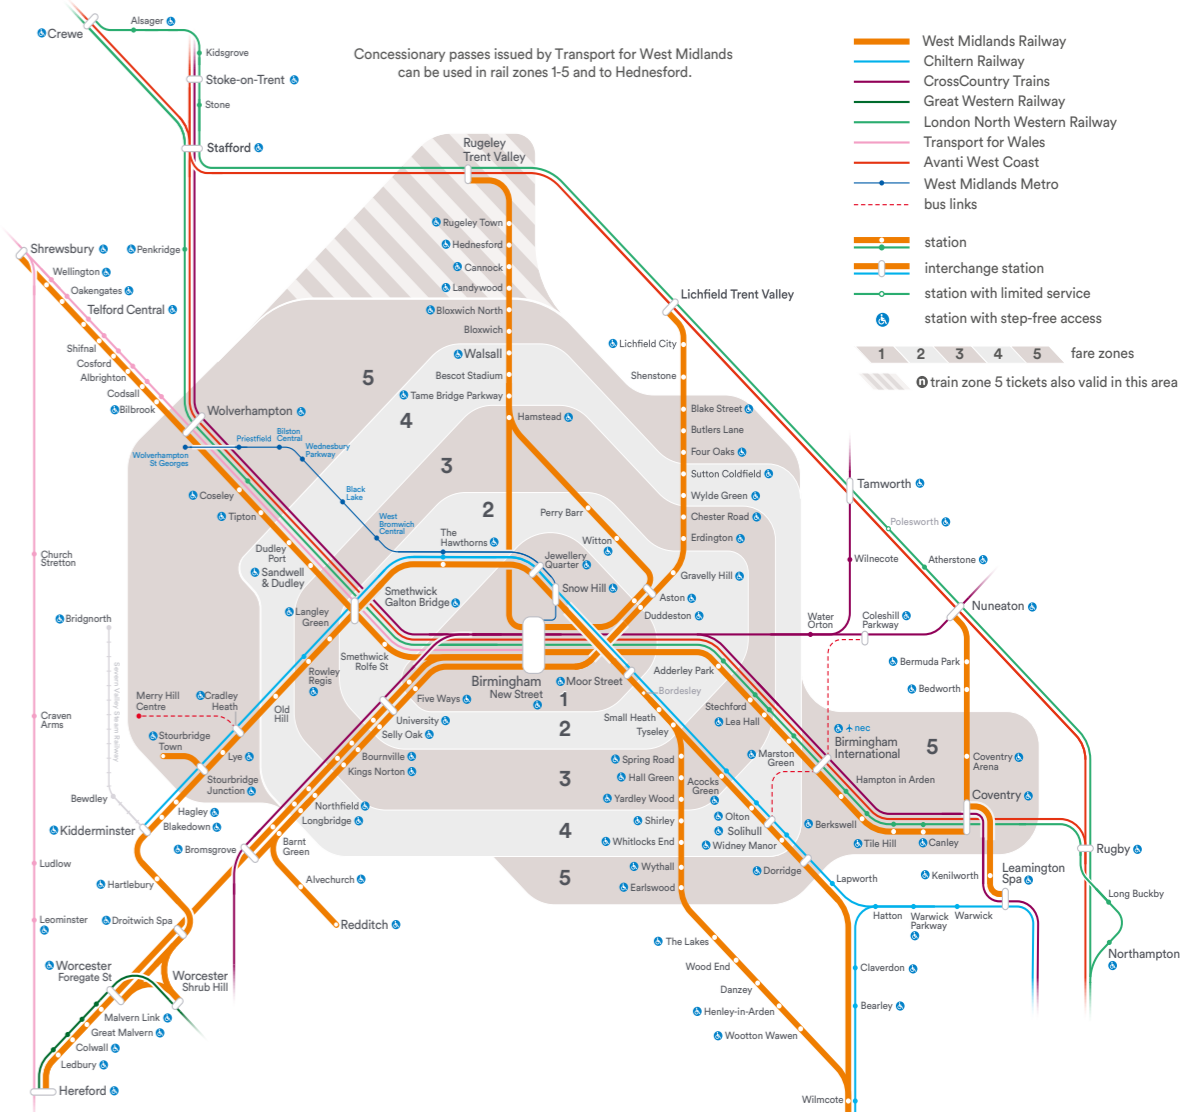 Concessionary passes issued by Transport for West Midlands
can be used in rail zones 1-5 and to Hednesford.
West Midlands Railway
Chiltern Railway
CrossCountry Trains
Great Western Railway
London North Western Railway
Transport for Wales
Avanti West Coast
West Midlands Metro
bus links
station
interchange station
station with limited service
station with step-free access
1 2 3 4 5 fare zones
n train zone 5 tickets also valid in this area
Crewe
Alsager
Kidsgrove
Stoke-on-Trent
Stone
Stafford
Penkridge
Rugeley
Trent Valley
Rugeley Town
Hednesford
Cannock
Landywood
Bloxwich North
Bloxwich
Walsall
Bescot Stadium
Tame Bridge Parkway
Hamstead
Perry Barr
Witton
Lichfield Trent Valley
Lichfield City
Shenstone
Blake Street
Butlers Lane
Four Oaks
Sutton Coldfield
Wylde Green
Chester Road
Erdington
Gravelly Hill
Aston
Duddeston
Shrewsbury
Wellington
Oakengates
Telford Central
Shifnal
Cosford
Albrighton
Codsall
Bilbrook
Wolverhampton
Wolverhampton
St Georges
Priestfield
Bilston
Central
Wednesbury
Parkway
Black
Lake
West
Bromwich
Central
The
Hawthorns
Jewellery
Quarter
Snow Hill
Coseley
Tipton
Dudley
Port
Sandwell
& Dudley
Smethwick
Galton Bridge
Langley
Green
Smethwick
Rolfe St
Rowley
Regis
Old
Hill
Cradley
Heath
Merry Hill
Centre
Lye
Stourbridge
Town
Stourbridge
Junction
Hagley
Blakedown
Kidderminster
Bewdley
Bridgnorth
Severn Valley Steam Railway
Hartlebury
Droitwich Spa
Worcester
Foregate St
Worcester
Shrub Hill
Malvern Link
Great Malvern
Colwall
Ledbury
Hereford
Church
Stretton
Craven
Arms
Ludlow
Leominster
Birmingham
New Street
Moor Street
Five Ways
University
Selly Oak
Bournville
Kings Norton
Northfield
Longbridge
Barnt
Green
Bromsgrove
Alvechurch
Redditch
Bordesley
Small Heath
Tyseley
Spring Road
Hall Green
Yardley Wood
Shirley
Whitlocks End
Wythall
Earlswood
The Lakes
Wood End
Danzey
Henley-in-Arden
Wootton Wawen
Wilmcote
Acocks
Green
Olton
Solihull
Widney Manor
Dorridge
Lapworth
Hatton
Warwick
Parkway
Warwick
Claverdon
Bearley
Adderley Park
Stechford
Lea Hall
Marston
Green
nec
Birmingham
International
Hampton in Arden
Berkswell
Tile Hill
Canley
Coventry
Coventry
Arena
Bedworth
Bermuda Park
Nuneaton
Kenilworth
Leamington
Spa
Rugby
Long Buckby
Northampton
Tamworth
Polesworth
Atherstone
Wilnecote
Water
Orton
Coleshill
Parkway
5
4
3
2
1
2
3
4
5
5